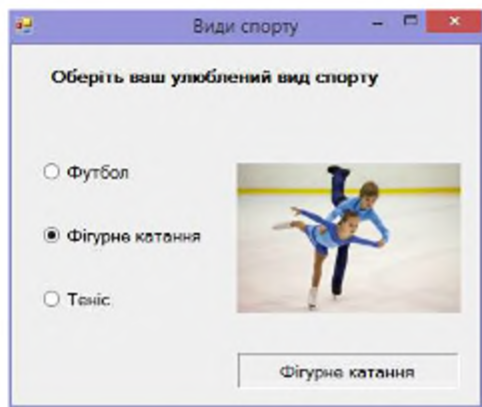 Види спорту
Оберіть ваш улюблений вид спорту
Футбол
Фігурне катання
Теніс
Фігурне катання